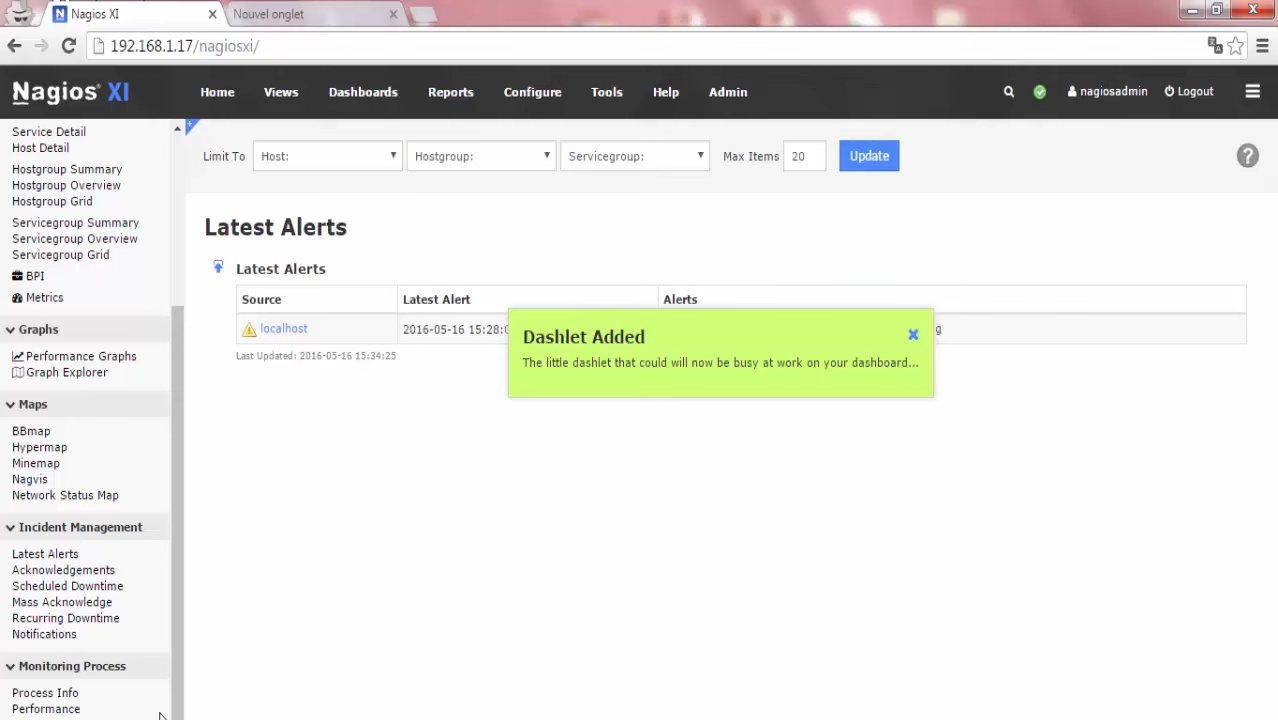 Nagios XI
Nouvel onglet
192.168.1.17/nagiosxi/
Nagios® XI
Home Views Dashboards Reports Configure Tools Help Admin
nagiosadmin Logout
Service Detail
Host Detail
Hostgroup Summary
Hostgroup Overview
Hostgroup Grid
Servicegroup Summary
Servicegroup Overview
Servicegroup Grid
BPI
Metrics
Graphs
Performance Graphs
Graph Explorer
Maps
BBmap
Hypermap
Minemap
Nagvis
Network Status Map
Incident Management
Latest Alerts
Acknowledgements
Scheduled Downtime
Mass Acknowledge
Recurring Downtime
Notifications
Monitoring Process
Process Info
Performance
Limit To Host: Hostgroup: Servicegroup: Max Items 20 Update
Latest Alerts
Latest Alerts
Source Latest Alert Alerts
localhost 2016-05-16 15:28:0
Last Updated: 2016-05-16 15:34:25
Dashlet Added
The little dashlet that could will now be busy at work on your dashboard...